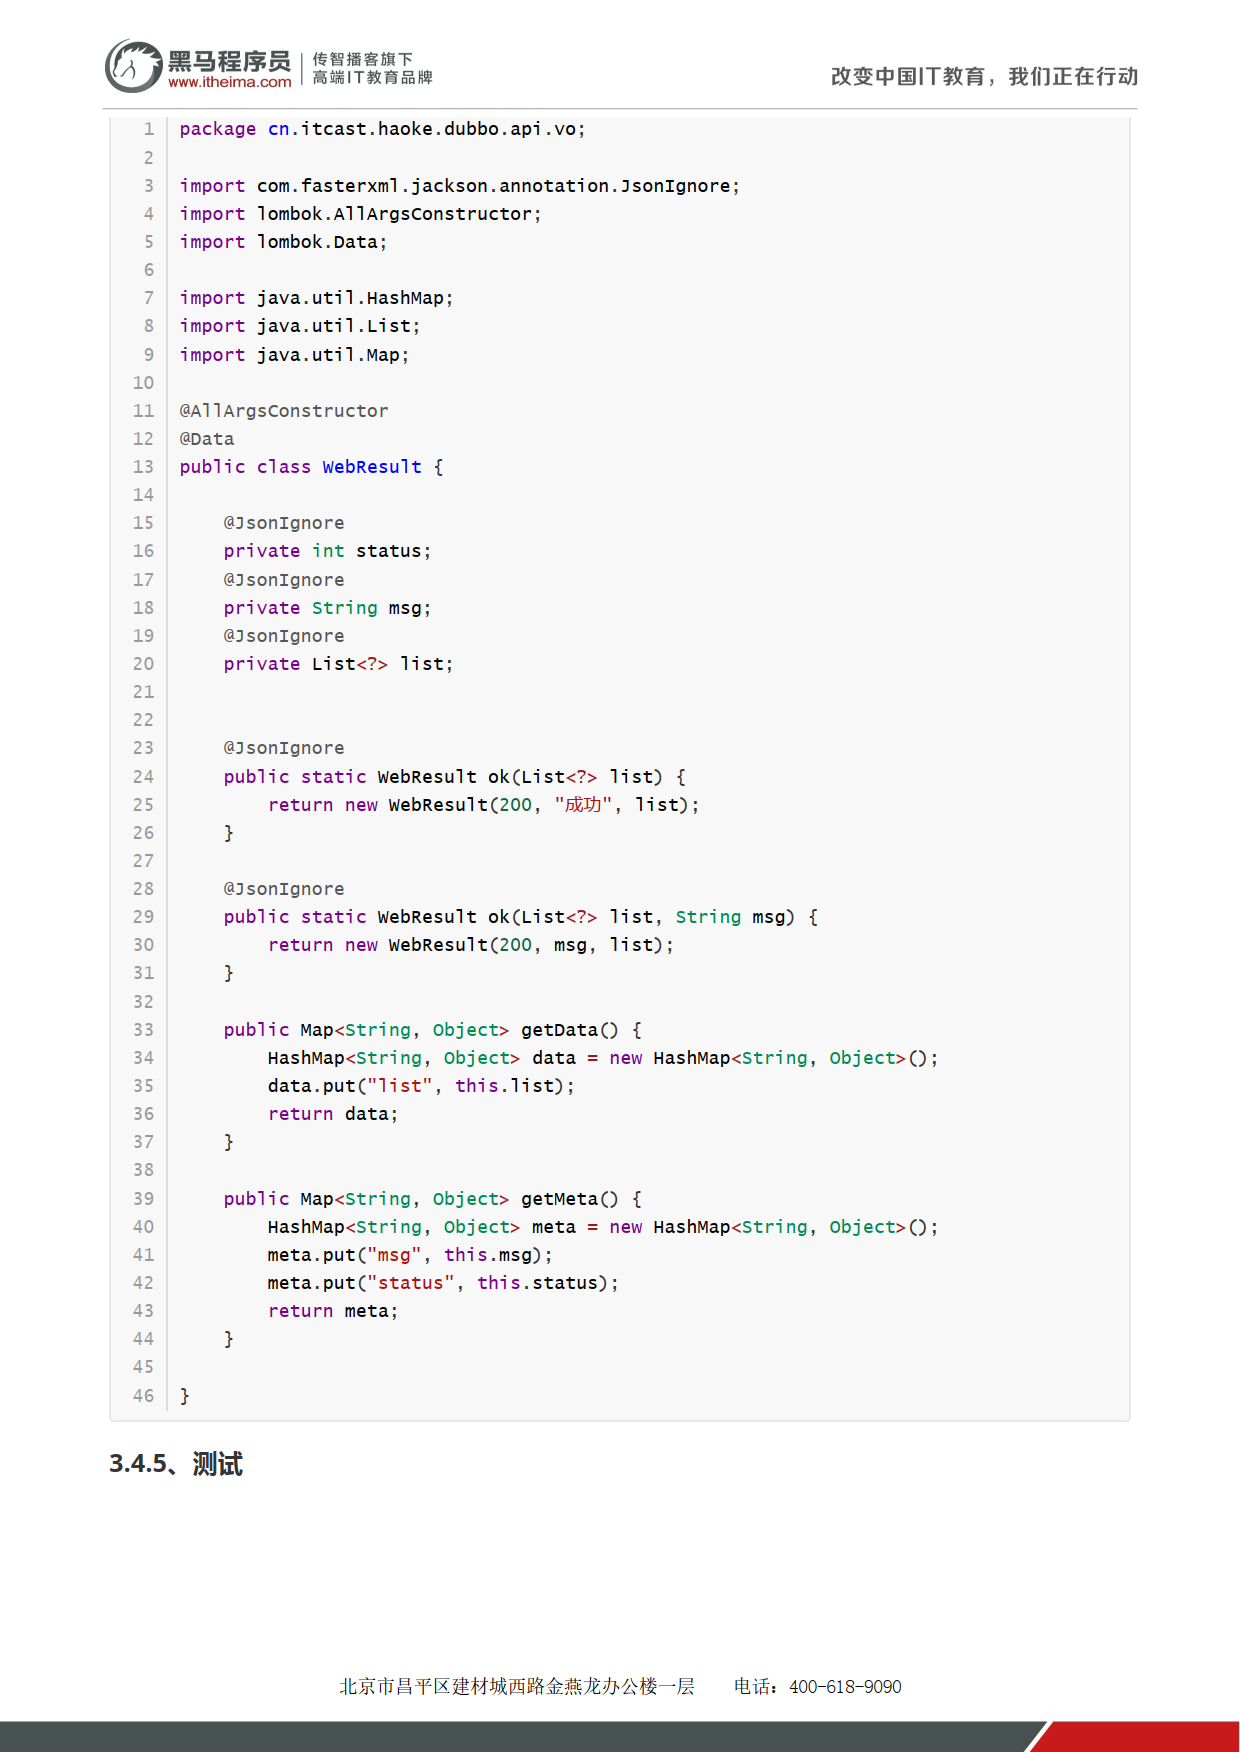 黑马程序员
www.itheima.com
传智播客旗下
高端IT教育品牌
改变中国IT教育，我们正在行动
1 package cn.itcast.haoke.dubbo.api.vo;
2
3 import com.fasterxml.jackson.annotation.JsonIgnore;
4 import lombok.AllArgsConstructor;
5 import lombok.Data;
6
7 import java.util.HashMap;
8 import java.util.List;
9 import java.util.Map;
10
11 @AllArgsConstructor
12 @Data
13 public class WebResult {
14
15     @JsonIgnore
16     private int status;
17     @JsonIgnore
18     private String msg;
19     @JsonIgnore
20     private List<?> list;
21
22
23     @JsonIgnore
24     public static WebResult ok(List<?> list) {
25         return new WebResult(200, "成功", list);
26     }
27
28     @JsonIgnore
29     public static WebResult ok(List<?> list, String msg) {
30         return new WebResult(200, msg, list);
31     }
32
33     public Map<String, Object> getData() {
34         HashMap<String, Object> data = new HashMap<String, Object>();
35         data.put("list", this.list);
36         return data;
37     }
38
39     public Map<String, Object> getMeta() {
40         HashMap<String, Object> meta = new HashMap<String, Object>();
41         meta.put("msg", this.msg);
42         meta.put("status", this.status);
43         return meta;
44     }
45
46 }
3.4.5、测试
北京市昌平区建材城西路金燕龙办公楼一层 电话：400-618-9090